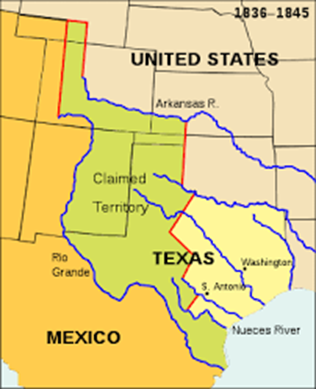 1836–1845
UNITED STATES
Arkansas R.
Claimed
Territory
Rio
Grande
TEXAS
Washington
S. Antonio
MEXICO
Nueces River